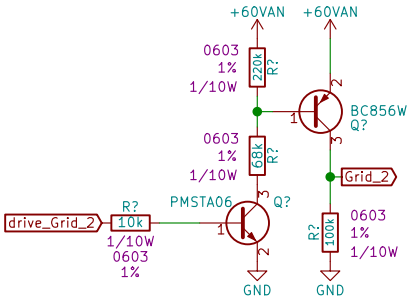 +60VAN +60VAN
0603
1%
1/10W
220k
R?
2
BC856W
1
Q?
3
0603
1%
1/10W
68k
R?
Grid_2
PMSTA06
3
Q?
R?
drive_Grid_2
10k
1
1/10W
0603
1%
2
R?
100k
0603
1%
1/10W
GND GND